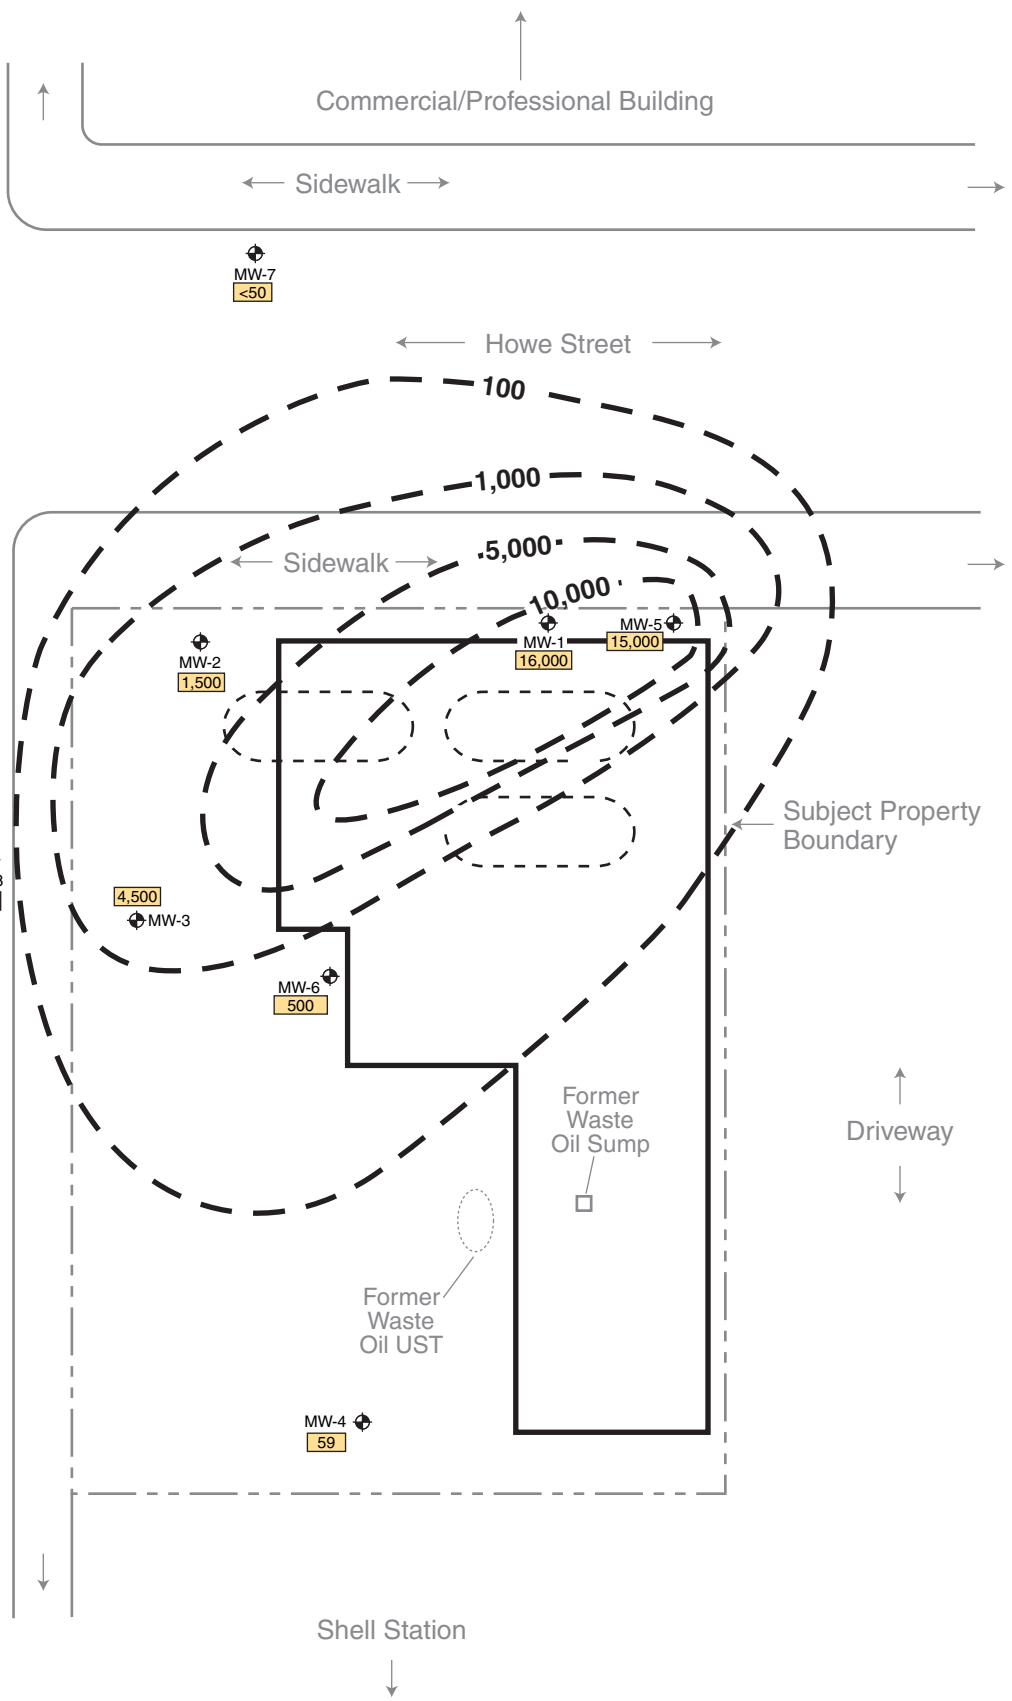 Commercial/Professional Building
Sidewalk
MW-7
<50
Howe Street
100
1,000
5,000
Sidewalk
10,000
MW-5
15,000
MW-1
16,000
MW-2
1,500
Subject Property
Boundary
4,500
MW-3
MW-6
500
Former
Waste
Oil Sump
Driveway
Former
Waste
Oil UST
MW-4
59
Shell Station